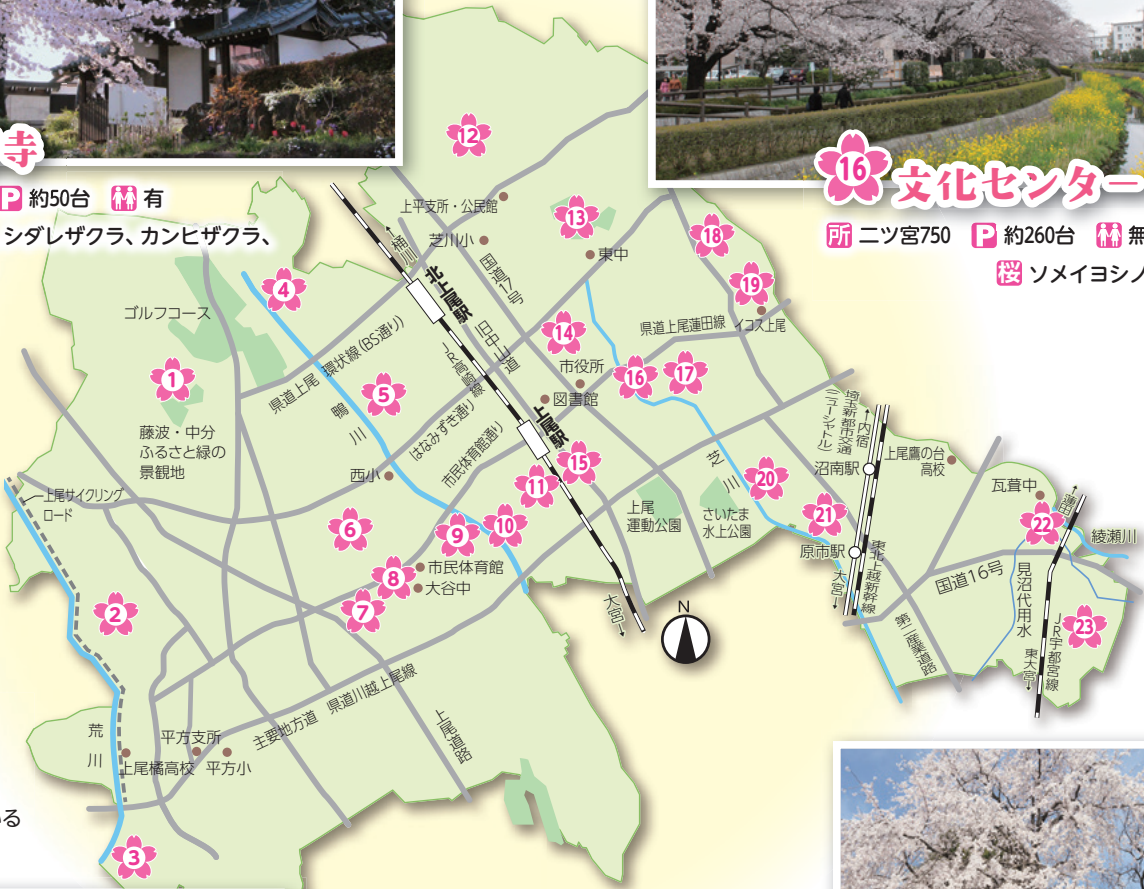 寺
P 約50台 有
シダレザクラ、カンヒザクラ、
16 文化センター
所 二ツ宮750 P 約260台 無
桜 ソメイヨシノ
12
上平支所・公民館
←桶川
芝川小
13
東中
18
19
北上尾駅
国道17号
旧中山道
JR高崎線
4
ゴルフコース
県道上尾 環状線(BS通り)
14
県道上尾蓮田線
イコス上尾
1
5
鴨川
市役所
16
17
図書館
上尾駅
はなみずき通り
市民体育館通り
藤波・中分
ふるさと緑の
景観地
西小
15
11
芝川
20
21
埼玉新都市交通
(ニューシャトル)
←内宿
沼南駅
上尾鷹の台
高校
瓦葺中
←蓮田
22
綾瀬川
上尾サイクリング
ロード
6
9
10
上尾
運動公園
さいたま
水上公園
原市駅
大宮→
東北上越新幹線
国道16号
見沼代用水
8
市民体育館
大谷中
7
2
大宮→
N
第二産業道路
東大宮→
JR宇都宮線
23
主要地方道 県道川越上尾線
上尾道路
荒川
平方支所
上尾橘高校
平方小
いる
3